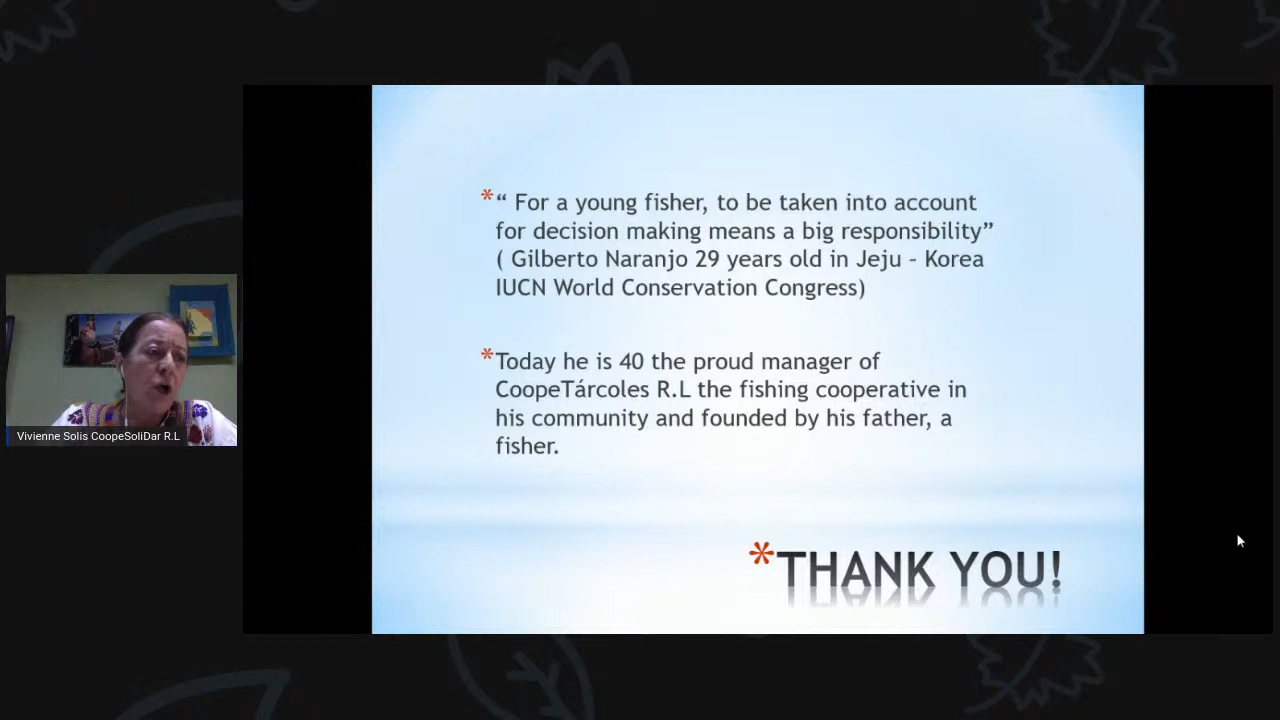 *“ For a young fisher, to be taken into account
for decision making means a big responsibility”
( Gilberto Naranjo 29 years old in Jeju – Korea
IUCN World Conservation Congress)
*Today he is 40 the proud manager of
CoopeTárcoles R.L the fishing cooperative in
his community and founded by his father, a
fisher.
*THANK YOU!
Vivienne Solis CoopeSoliDar R.L